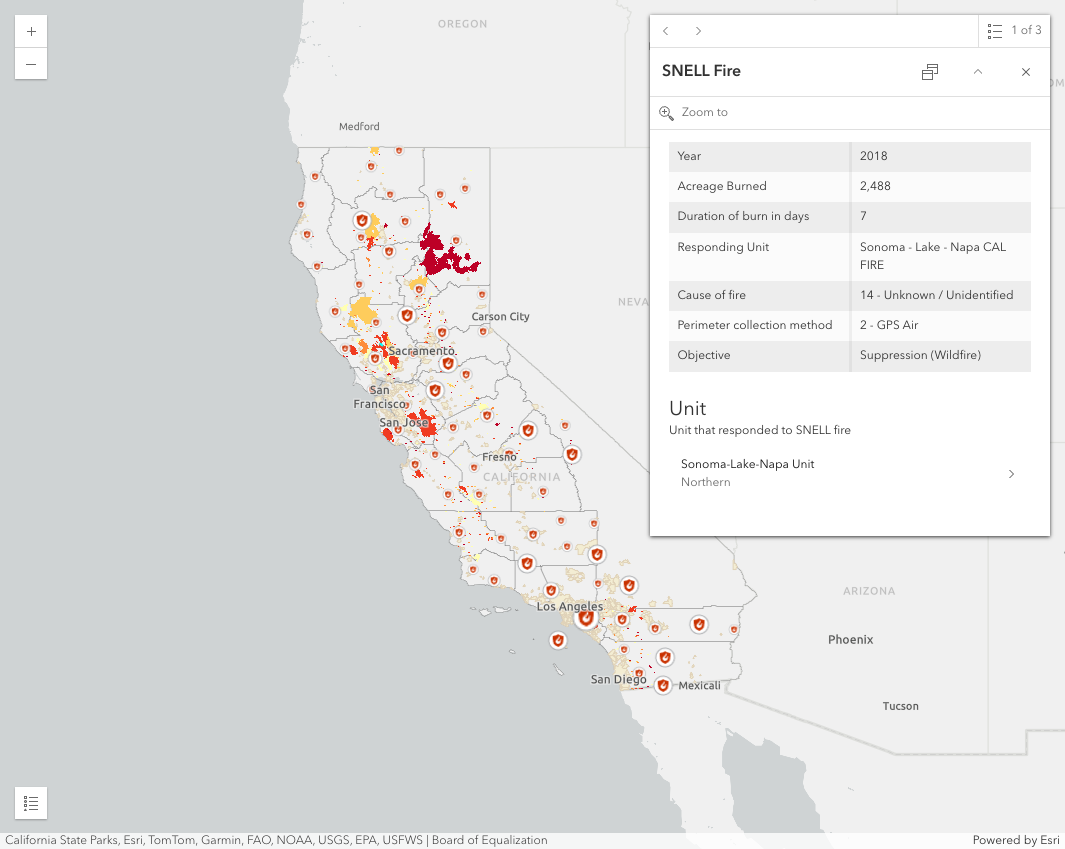 +
−
OREGON
Medford
NEVA
Carson City
Sacramento
San
Francisco
San Jose
Fresno
CALIFORNIA
Los Angeles
San Diego
Mexicali
ARIZONA
Phoenix
Tucson
OM
1 of 3
SNELL Fire
Zoom to
Year 2018
Acreage Burned 2,488
Duration of burn in days 7
Responding Unit Sonoma - Lake - Napa CAL
FIRE
Cause of fire 14 - Unknown / Unidentified
Perimeter collection method 2 - GPS Air
Objective Suppression (Wildfire)
Unit
Unit that responded to SNELL fire
Sonoma-Lake-Napa Unit
Northern
California State Parks, Esri, TomTom, Garmin, FAO, NOAA, USGS, EPA, USFWS | Board of Equalization
Powered by Esri